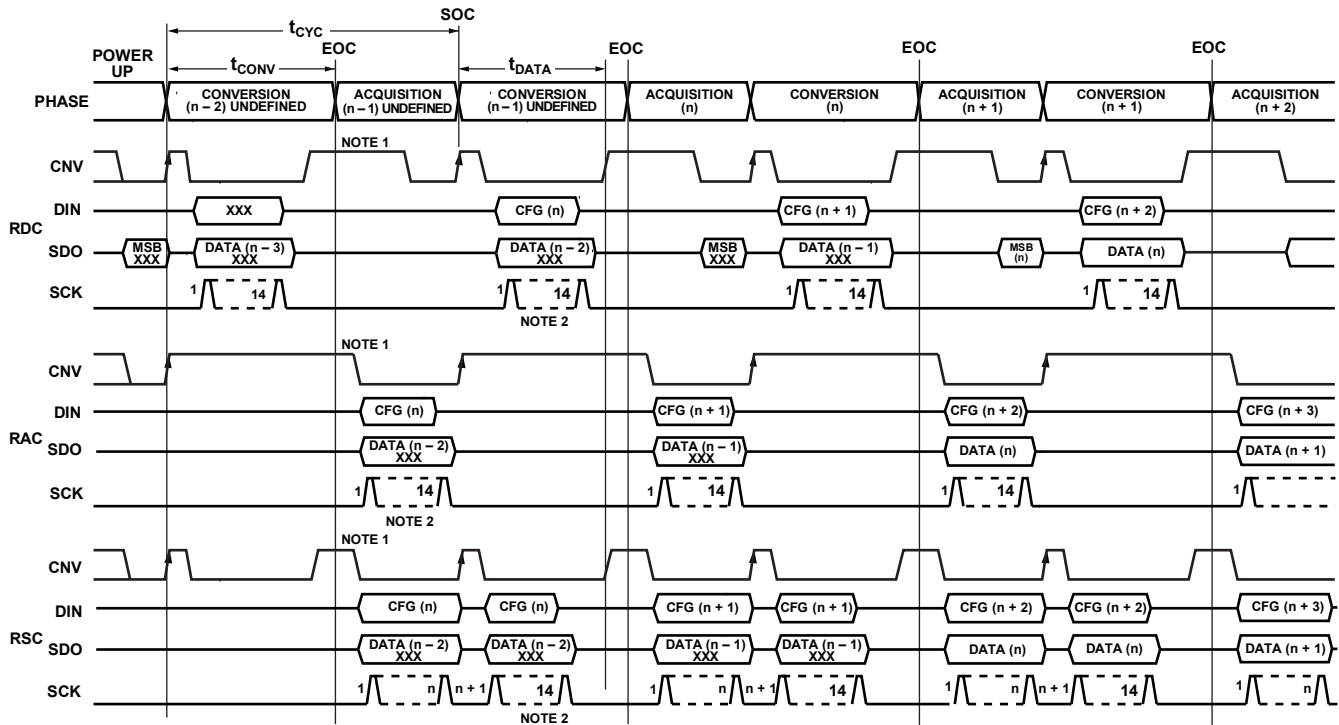 SOC
tCYC
EOC EOC EOC EOC
POWER UP
tCONV tDATA
PHASE
CONVERSION (n – 2) UNDEFINED
ACQUISITION (n – 1) UNDEFINED
CONVERSION (n – 1) UNDEFINED
ACQUISITION (n)
CONVERSION (n)
ACQUISITION (n + 1)
CONVERSION (n + 1)
ACQUISITION (n + 2)
NOTE 1
CNV
DIN XXX CFG (n) CFG (n + 1) CFG (n + 2)
RDC
SDO MSB XXX DATA (n – 3) XXX DATA (n – 2) XXX MSB XXX DATA (n – 1) XXX MSB (n) DATA (n)
SCK 1 14 1 14 1 14 1 14
NOTE 2
NOTE 1
CNV
DIN CFG (n) CFG (n + 1) CFG (n + 2) CFG (n + 3)
RAC
SDO DATA (n – 2) XXX DATA (n – 1) XXX DATA (n) DATA (n + 1)
SCK 1 14 1 14 1 14 1
NOTE 2
NOTE 1
CNV
DIN CFG (n) CFG (n) CFG (n + 1) CFG (n + 1) CFG (n + 2) CFG (n + 2) CFG (n + 3)
RSC
SDO DATA (n – 2) XXX DATA (n – 2) XXX DATA (n – 1) XXX DATA (n – 1) XXX DATA (n) DATA (n) DATA (n + 1)
SCK 1 n n + 1 14 1 n n + 1 14 1 n n + 1 14 1 n
NOTE 2